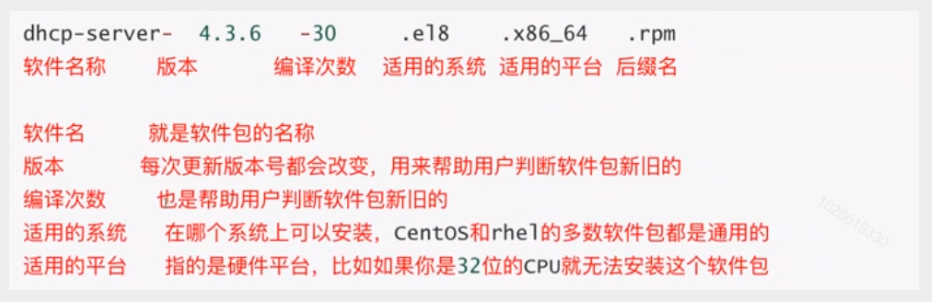 dhcp-server- 4.3.6 -30 .el8 .x86_64 .rpm
软件名称 版本 编译次数 适用的系统 适用的平台 后缀名
软件名 就是软件包的名称
版本 每次更新版本号都会改变，用来帮助用户判断软件包新旧的
编译次数 也是帮助用户判断软件包新旧的
适用的系统 在哪个系统上可以安装，CentOS和rhel的多数软件包都是通用的
适用的平台 指的是硬件平台，比如如果你是32位的CPU就无法安装这个软件包
1026619330